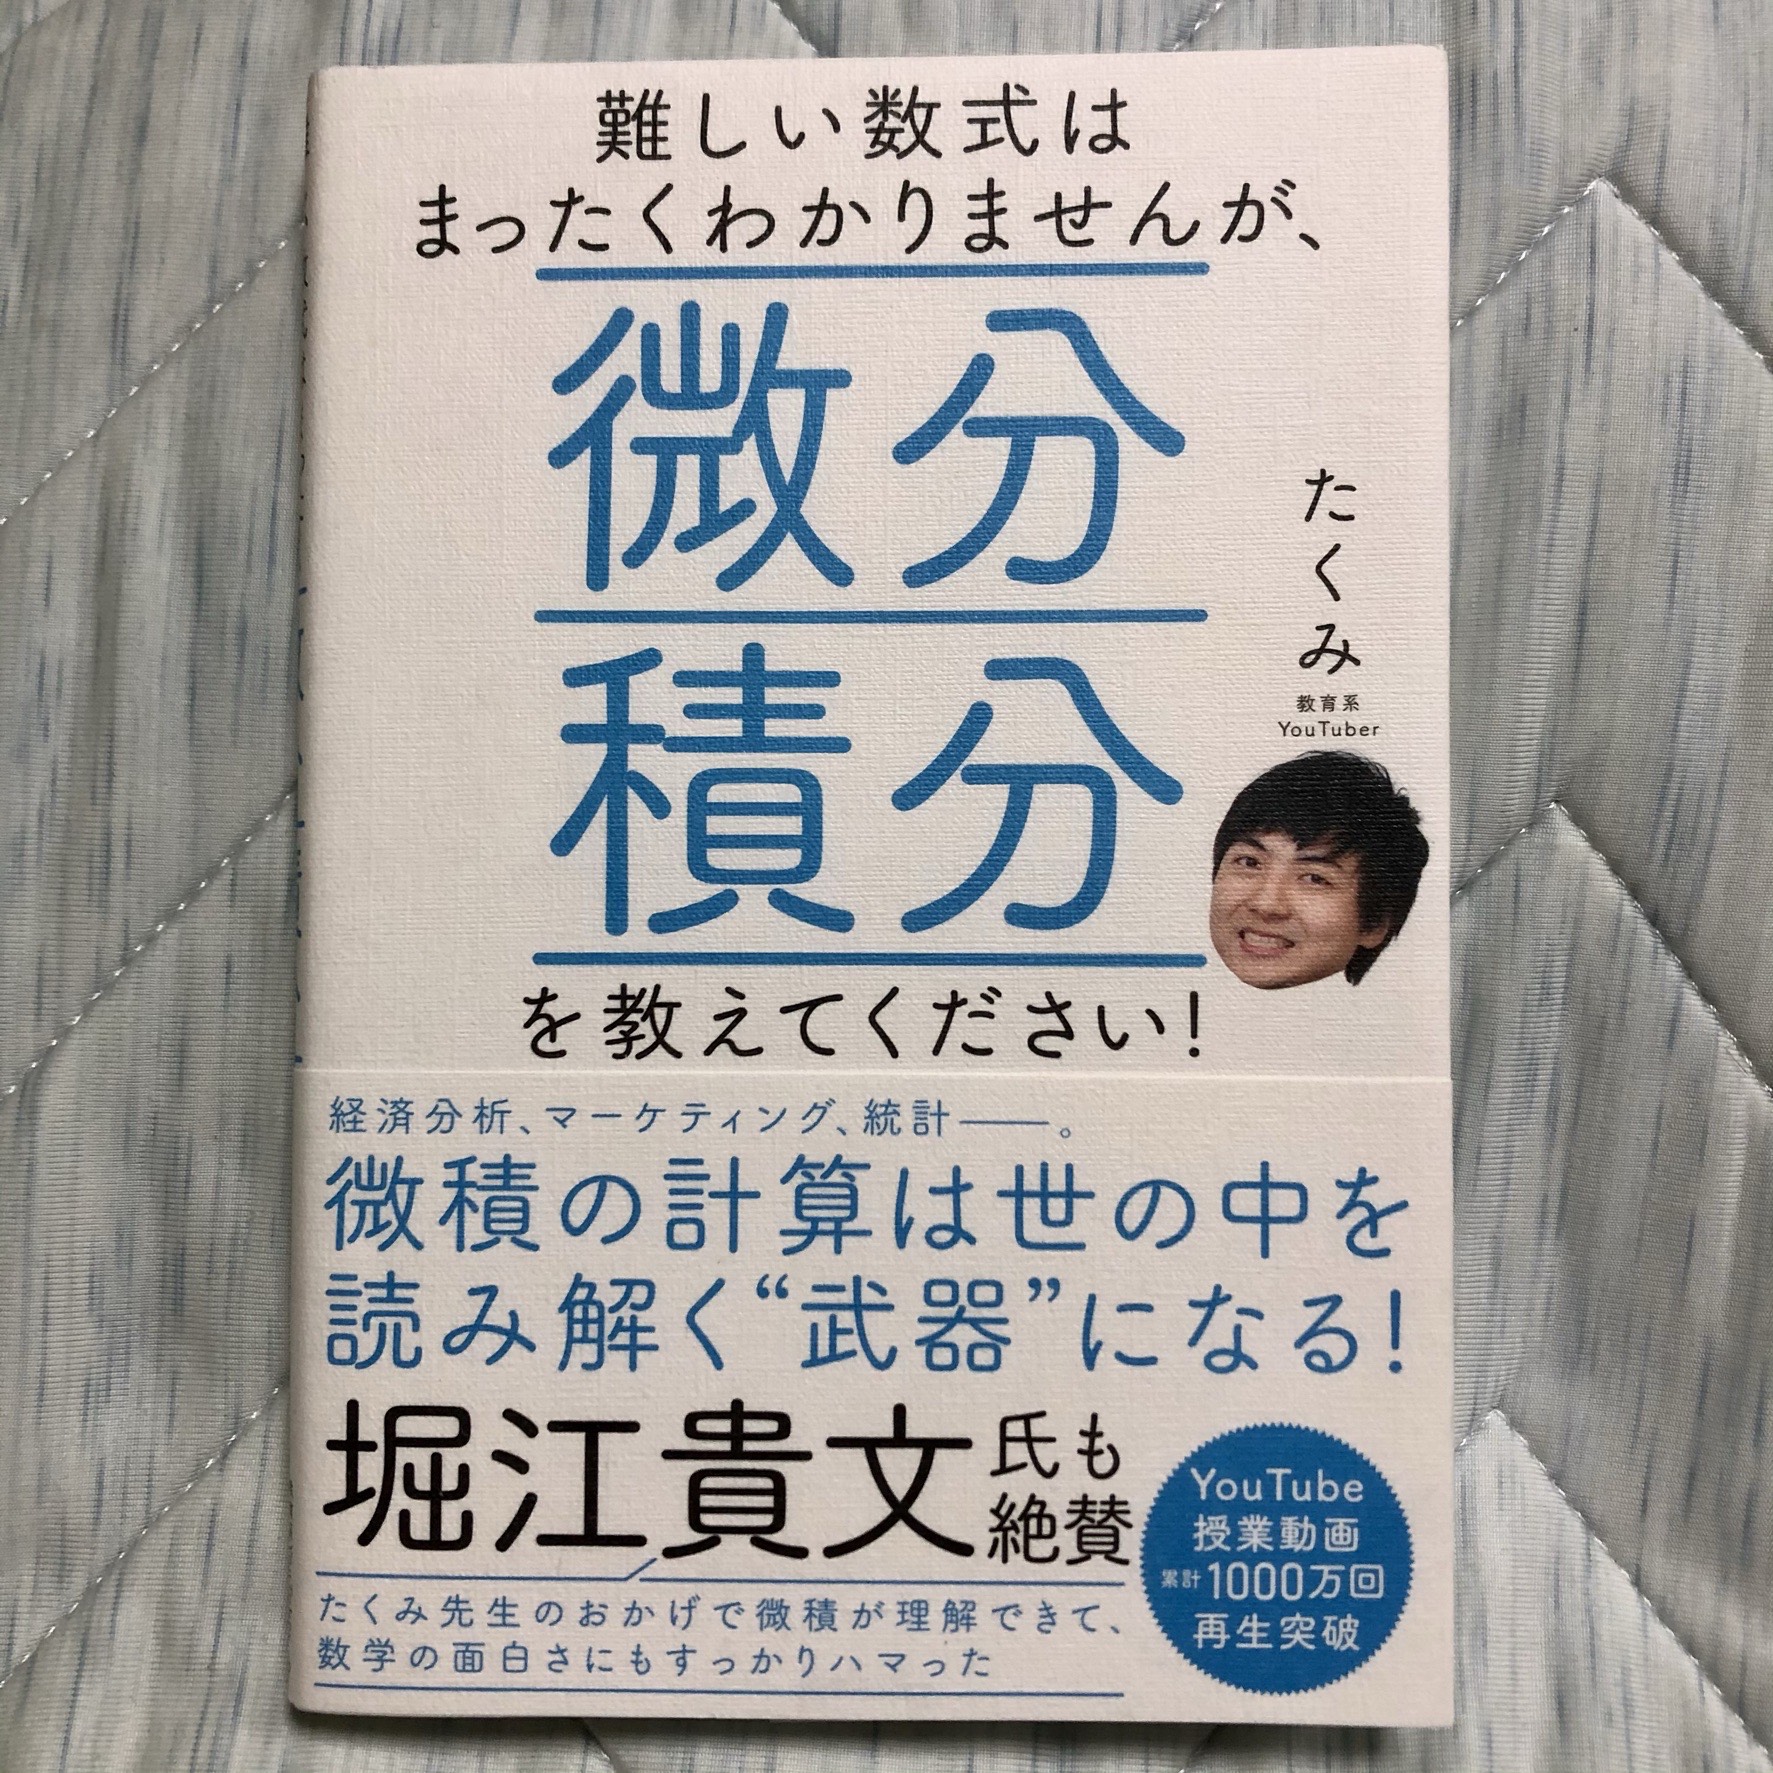 難しい数式は
まったくわかりませんが、
微分
積分
を教えてください!
たくみ
教育系
YouTuber
経済分析、マーケティング、統計――。
微積の計算は世の中を
読み解く“武器”になる!
堀江貴文氏も
絶賛
たくみ先生のおかげで微積が理解できて、
数学の面白さにもすっかりハマった
YouTube
授業動画
累計1000万回
再生突破